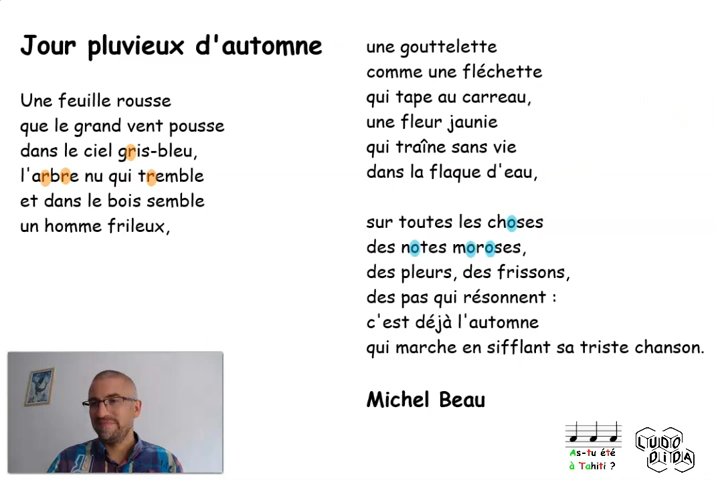 Jour pluvieux d'automne
Une feuille rousse
que le grand vent pousse
dans le ciel gris-bleu,
l'arbre nu qui tremble
et dans le bois semble
un homme frileux,
une gouttelette
comme une fléchette
qui tape au carreau,
une fleur jaunie
qui traîne sans vie
dans la flaque d'eau,
sur toutes les choses
des notes moroses,
des pleurs, des frissons,
des pas qui résonnent :
c'est déjà l'automne
qui marche en sifflant sa triste chanson.
Michel Beau
As-tu été
à Tahiti ?
LUDO
DiDA